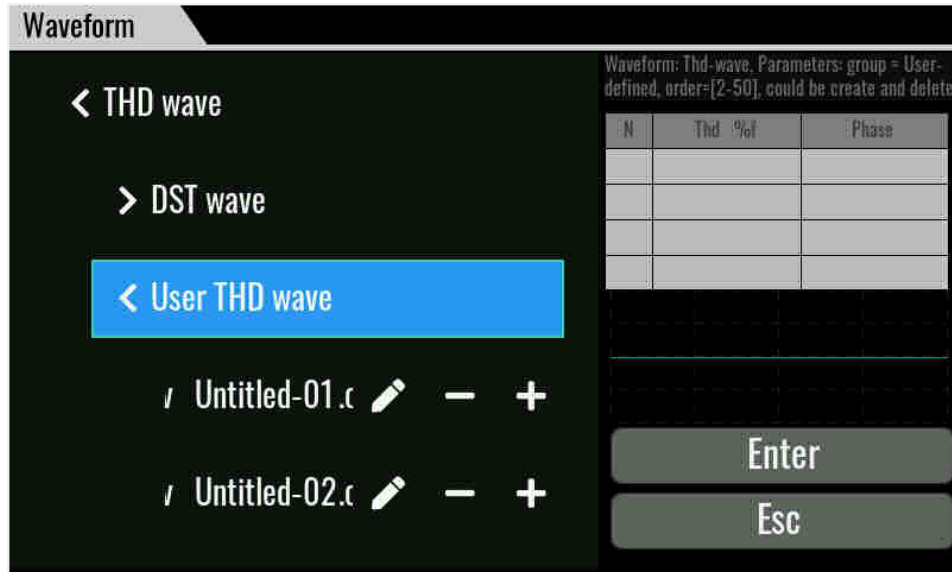 Waveform
THD wave
DST wave
User THD wave
Untitled-01.
Untitled-02.
Waveform: Thd-wave, Parameters: group = User-
defined, order=[2-50], could be create and delete
N Thd %f Phase
Enter
Esc